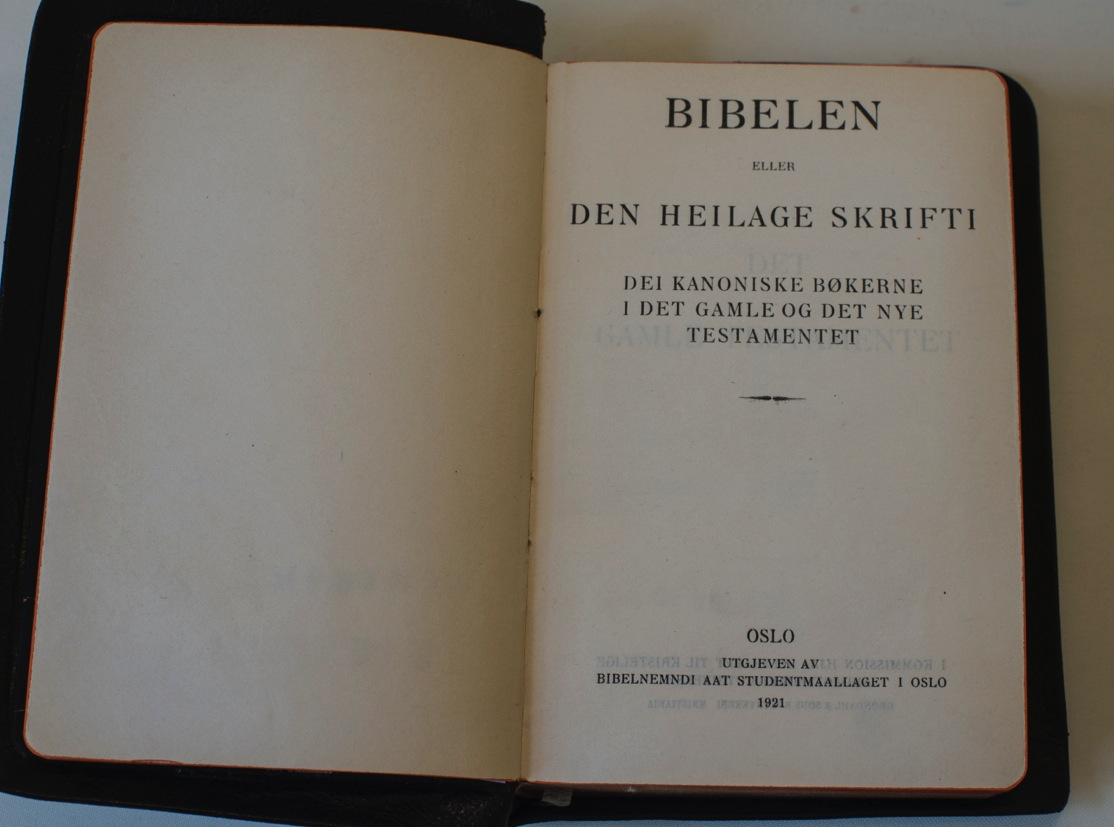 BIBELEN
ELLER
DEN HEILAGE SKRIFTI
DEI KANONISKE BØKERNE
I DET GAMLE OG DET NYE
TESTAMENTET
OSLO
UTGJEVEN AV
BIBELNEMNDI AAT STUDENTMAALLAGET I OSLO
1921